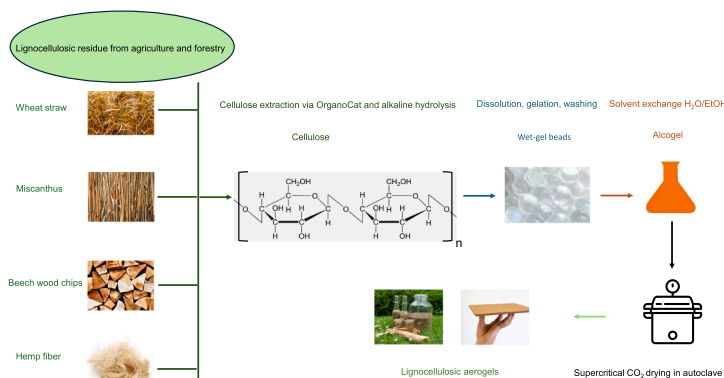 Lignocellulosic residue from agriculture and forestry
Wheat straw
Miscanthus
Beech wood chips
Hemp fiber
Cellulose extraction via OrganoCat and alkaline hydrolysis
Cellulose
CH₂OH CH₂OH
H O H O
H H
O OH H O OH H O
H H
H OH H OH
n
Dissolution, gelation, washing
Wet-gel beads
Solvent exchange H₂O/EtOH
Alcogel
Supercritical CO₂ drying in autoclave
Lignocellulosic aerogels